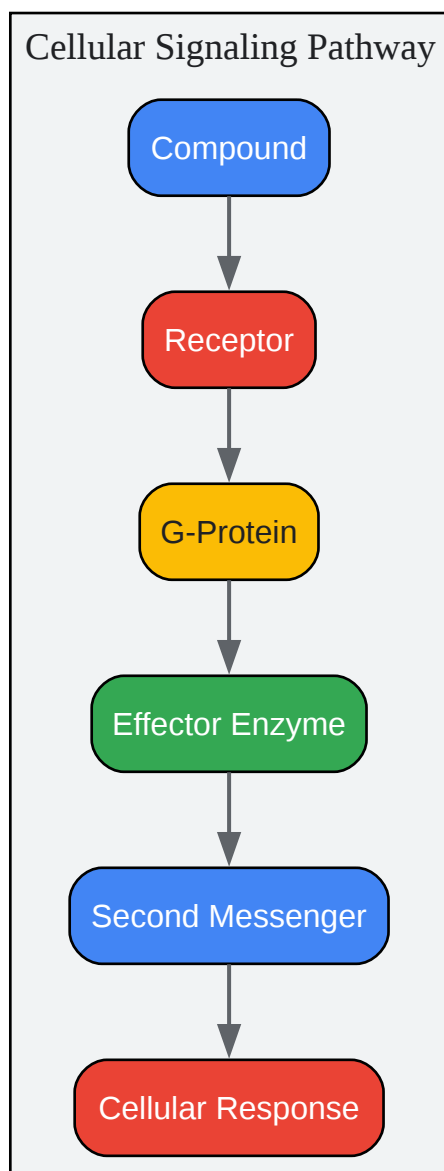 Cellular Signaling Pathway
Compound
Receptor
G-Protein
Effector Enzyme
Second Messenger
Cellular Response